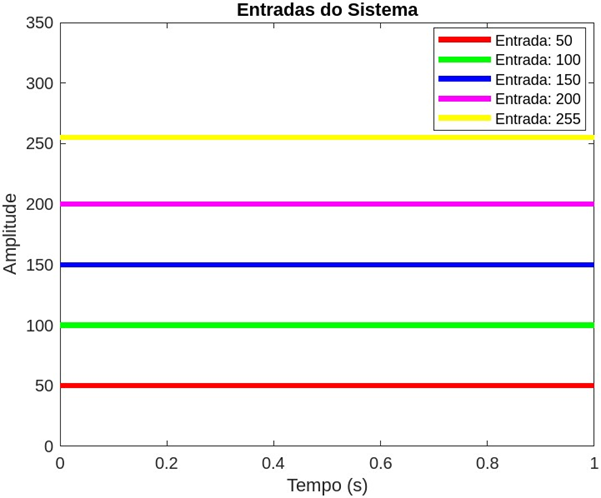 Entradas do Sistema
350
300
250
200
150
100
50
0
Entrada: 50
Entrada: 100
Entrada: 150
Entrada: 200
Entrada: 255
Amplitude
0
0.2
0.4
0.6
0.8
1
Tempo (s)